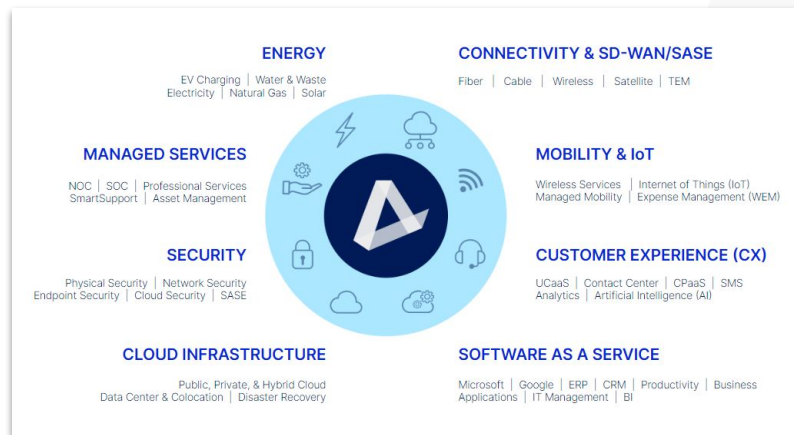 ENERGY
EV Charging | Water & Waste
Electricity | Natural Gas | Solar
CONNECTIVITY & SD-WAN/SASE
Fiber | Cable | Wireless | Satellite | TEM
MANAGED SERVICES
NOC | SOC | Professional Services
SmartSupport | Asset Management
MOBILITY & IoT
Wireless Services | Internet of Things (IoT)
Managed Mobility | Expense Management (WEM)
SECURITY
Physical Security | Network Security
Endpoint Security | Cloud Security | SASE
CUSTOMER EXPERIENCE (CX)
UCaaS | Contact Center | CPaaS | SMS
Analytics | Artificial Intelligence (AI)
CLOUD INFRASTRUCTURE
Public, Private, & Hybrid Cloud
Data Center & Colocation | Disaster Recovery
SOFTWARE AS A SERVICE
Microsoft | Google | ERP | CRM | Productivity | Business
Applications | IT Management | BI